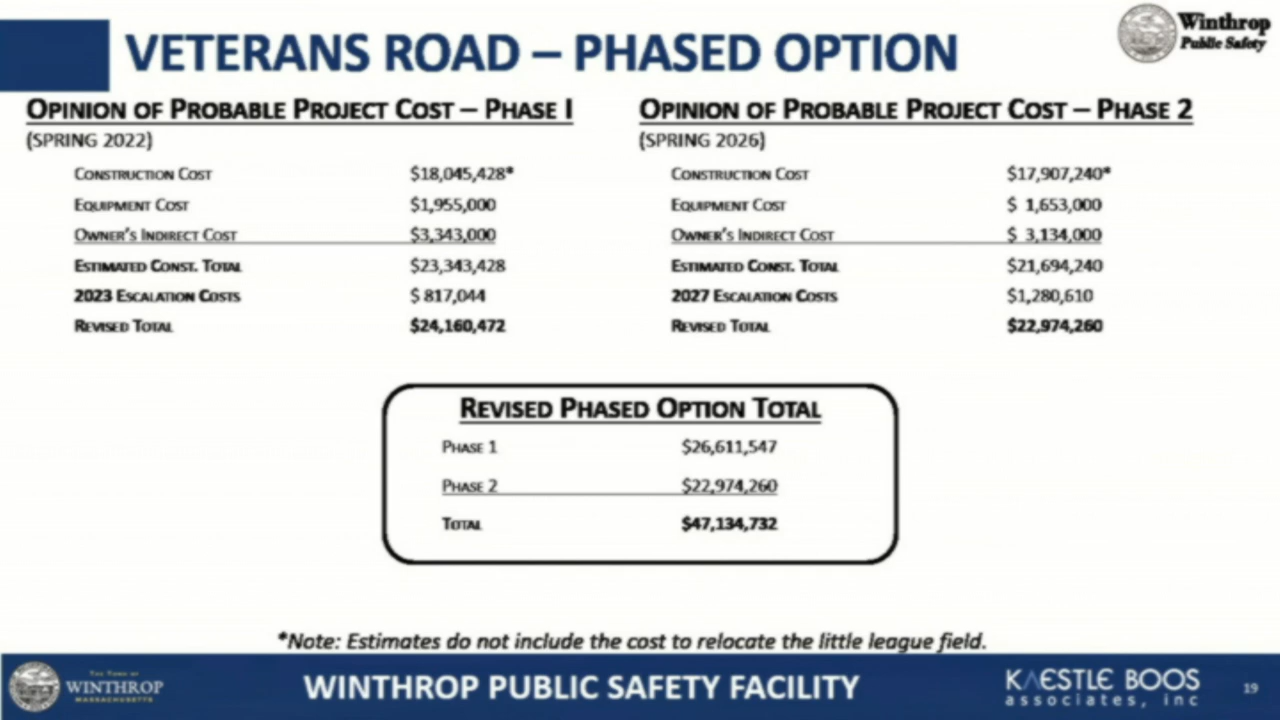 VETERANS ROAD – PHASED OPTION
Winthrop
Public Safety
OPINION OF PROBABLE PROJECT COST – PHASE I
(SPRING 2022)
CONSTRUCTION COST $18,045,428*
EQUIPMENT COST $1,955,000
OWNER'S INDIRECT COST $3,343,000
ESTIMATED CONST. TOTAL $23,343,428
2023 ESCALATION COSTS $ 817,044
REVISED TOTAL $24,160,472
OPINION OF PROBABLE PROJECT COST – PHASE 2
(SPRING 2026)
CONSTRUCTION COST $17,907,240*
EQUIPMENT COST $ 1,653,000
OWNER'S INDIRECT COST $ 3,134,000
ESTIMATED CONST. TOTAL $21,694,240
2027 ESCALATION COSTS $1,280,610
REVISED TOTAL $22,974,260
REVISED PHASED OPTION TOTAL
PHASE 1 $26,611,547
PHASE 2 $22,974,260
TOTAL $47,134,732
*Note: Estimates do not include the cost to relocate the little league field.
THE TOWN OF
WINTHROP
MASSACHUSETTS
WINTHROP PUBLIC SAFETY FACILITY
KAESTLE BOOS
associates, inc
19